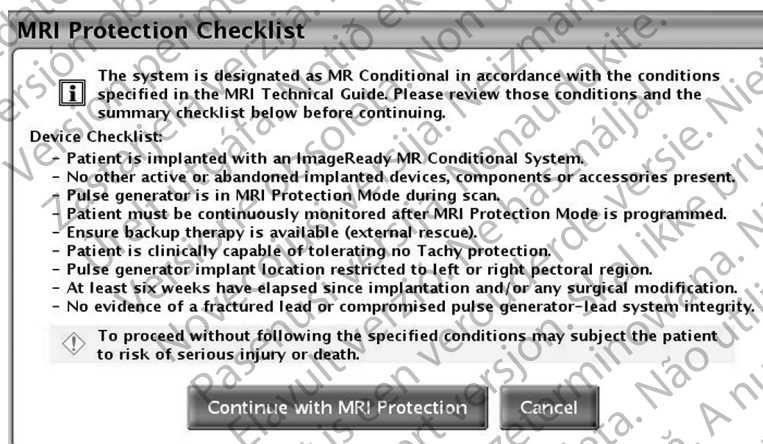 MRI Protection Checklist
The system is designated as MR Conditional in accordance with the conditions
specified in the MRI Technical Guide. Please review those conditions and the
summary checklist below before continuing.
Device Checklist:
- Patient is implanted with an ImageReady MR Conditional System.
- No other active or abandoned implanted devices, components or accessories present.
- Pulse generator is in MRI Protection Mode during scan.
- Patient must be continuously monitored after MRI Protection Mode is programmed.
- Ensure backup therapy is available (external rescue).
- Patient is clinically capable of tolerating no Tachy protection.
- Pulse generator implant location restricted to left or right pectoral region.
- At least six weeks have elapsed since implantation and/or any surgical modification.
- No evidence of a fractured lead or compromised pulse generator-lead system integrity.
To proceed without following the specified conditions may subject the patient
to risk of serious injury or death.
Continue with MRI Protection
Cancel